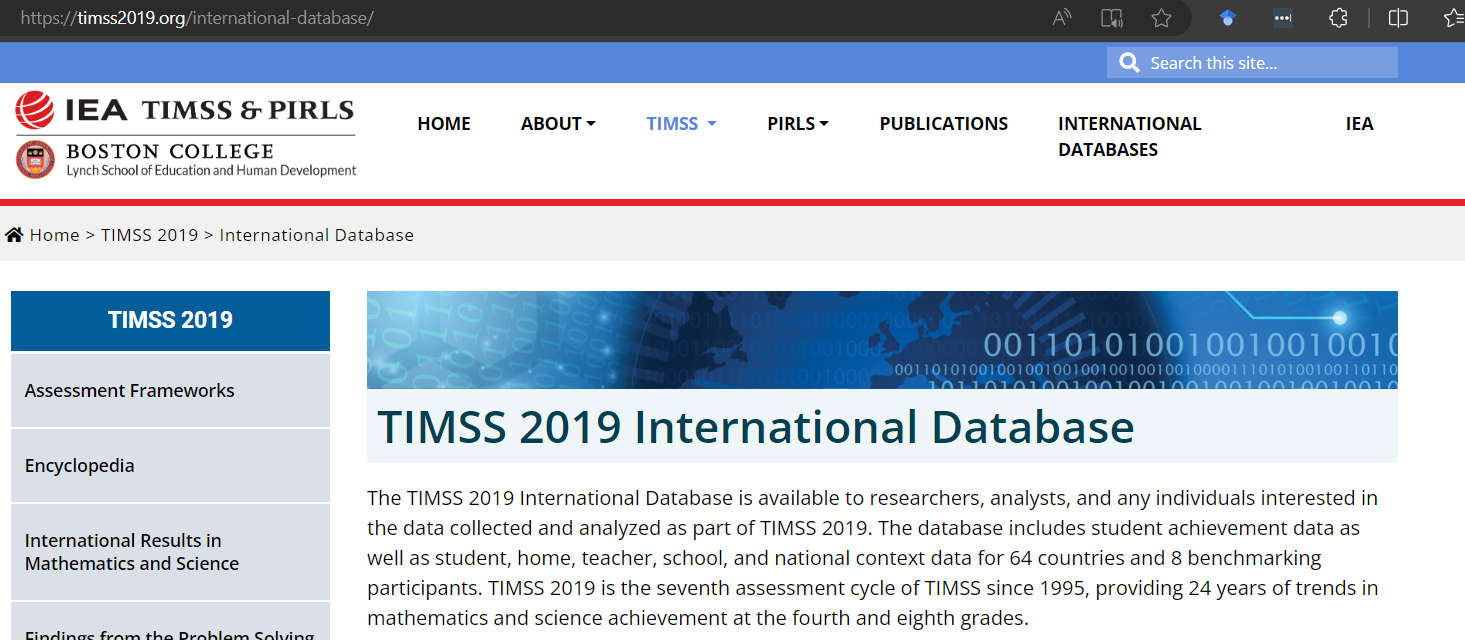 https://timss2019.org/international-database/
Search this site...
IEA TIMSS & PIRLS
BOSTON COLLEGE
Lynch School of Education and Human Development
HOME
ABOUT
TIMSS
PIRLS
PUBLICATIONS
INTERNATIONAL
DATABASES
IEA
Home > TIMSS 2019 > International Database
TIMSS 2019
Assessment Frameworks
Encyclopedia
International Results in
Mathematics and Science
Findings from the Problem Solving
TIMSS 2019 International Database
The TIMSS 2019 International Database is available to researchers, analysts, and any individuals interested in
the data collected and analyzed as part of TIMSS 2019. The database includes student achievement data as
well as student, home, teacher, school, and national context data for 64 countries and 8 benchmarking
participants. TIMSS 2019 is the seventh assessment cycle of TIMSS since 1995, providing 24 years of trends in
mathematics and science achievement at the fourth and eighth grades.